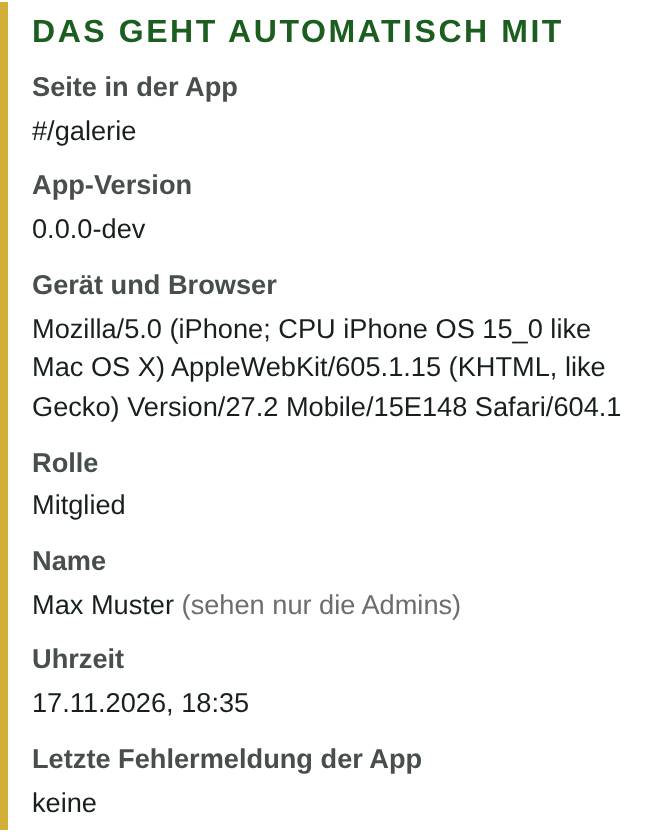 DAS GEHT AUTOMATISCH MIT
Seite in der App
#/galerie
App-Version
0.0.0-dev
Gerät und Browser
Mozilla/5.0 (iPhone; CPU iPhone OS 15_0 like
Mac OS X) AppleWebKit/605.1.15 (KHTML, like
Gecko) Version/27.2 Mobile/15E148 Safari/604.1
Rolle
Mitglied
Name
Max Muster (sehen nur die Admins)
Uhrzeit
17.11.2026, 18:35
Letzte Fehlermeldung der App
keine